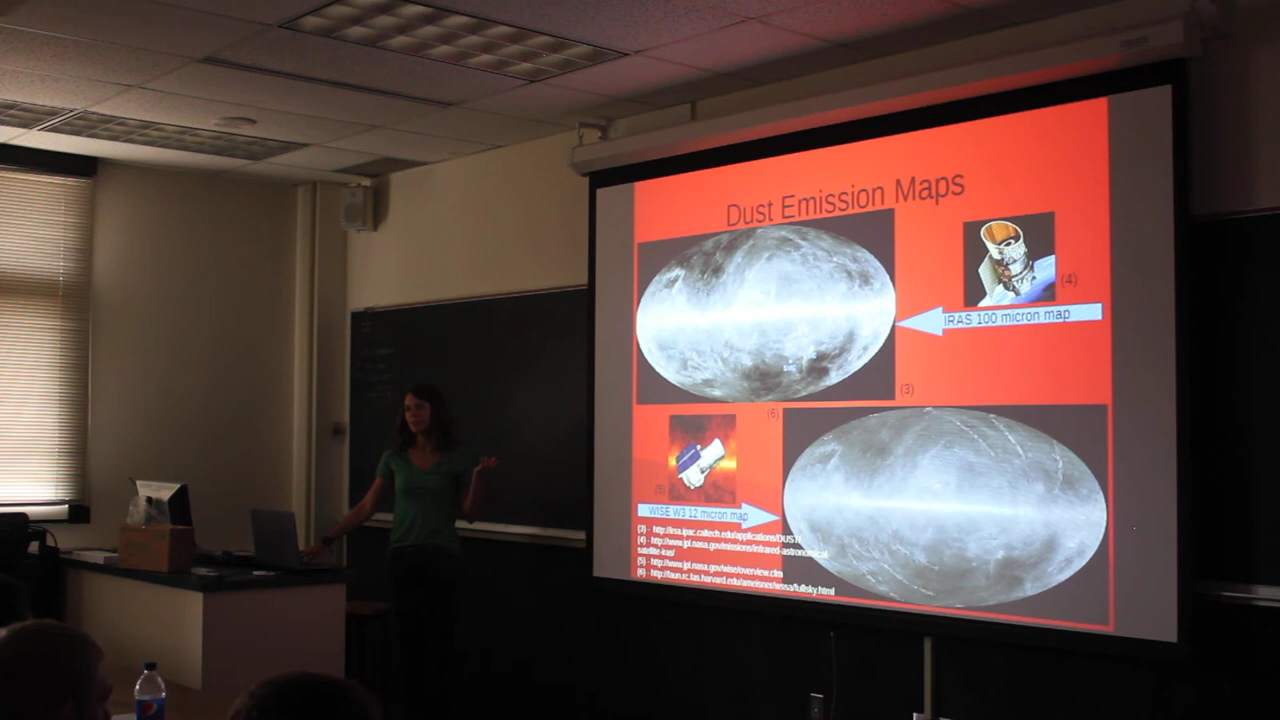 Dust Emission Maps
(4)
IRAS 100 micron map
(3)
(6)
(5)
WISE W3 12 micron map
(3) - http://irsa.ipac.caltech.edu/applications/DUST/
(4) - http://www.jpl.nasa.gov/missions/infrared-astronomical-
satellite-iras/
(5) - http://www.jpl.nasa.gov/wise/overview.cfm
(6) - http://faun.rc.fas.harvard.edu/ameisner/wssa/fullsky.html